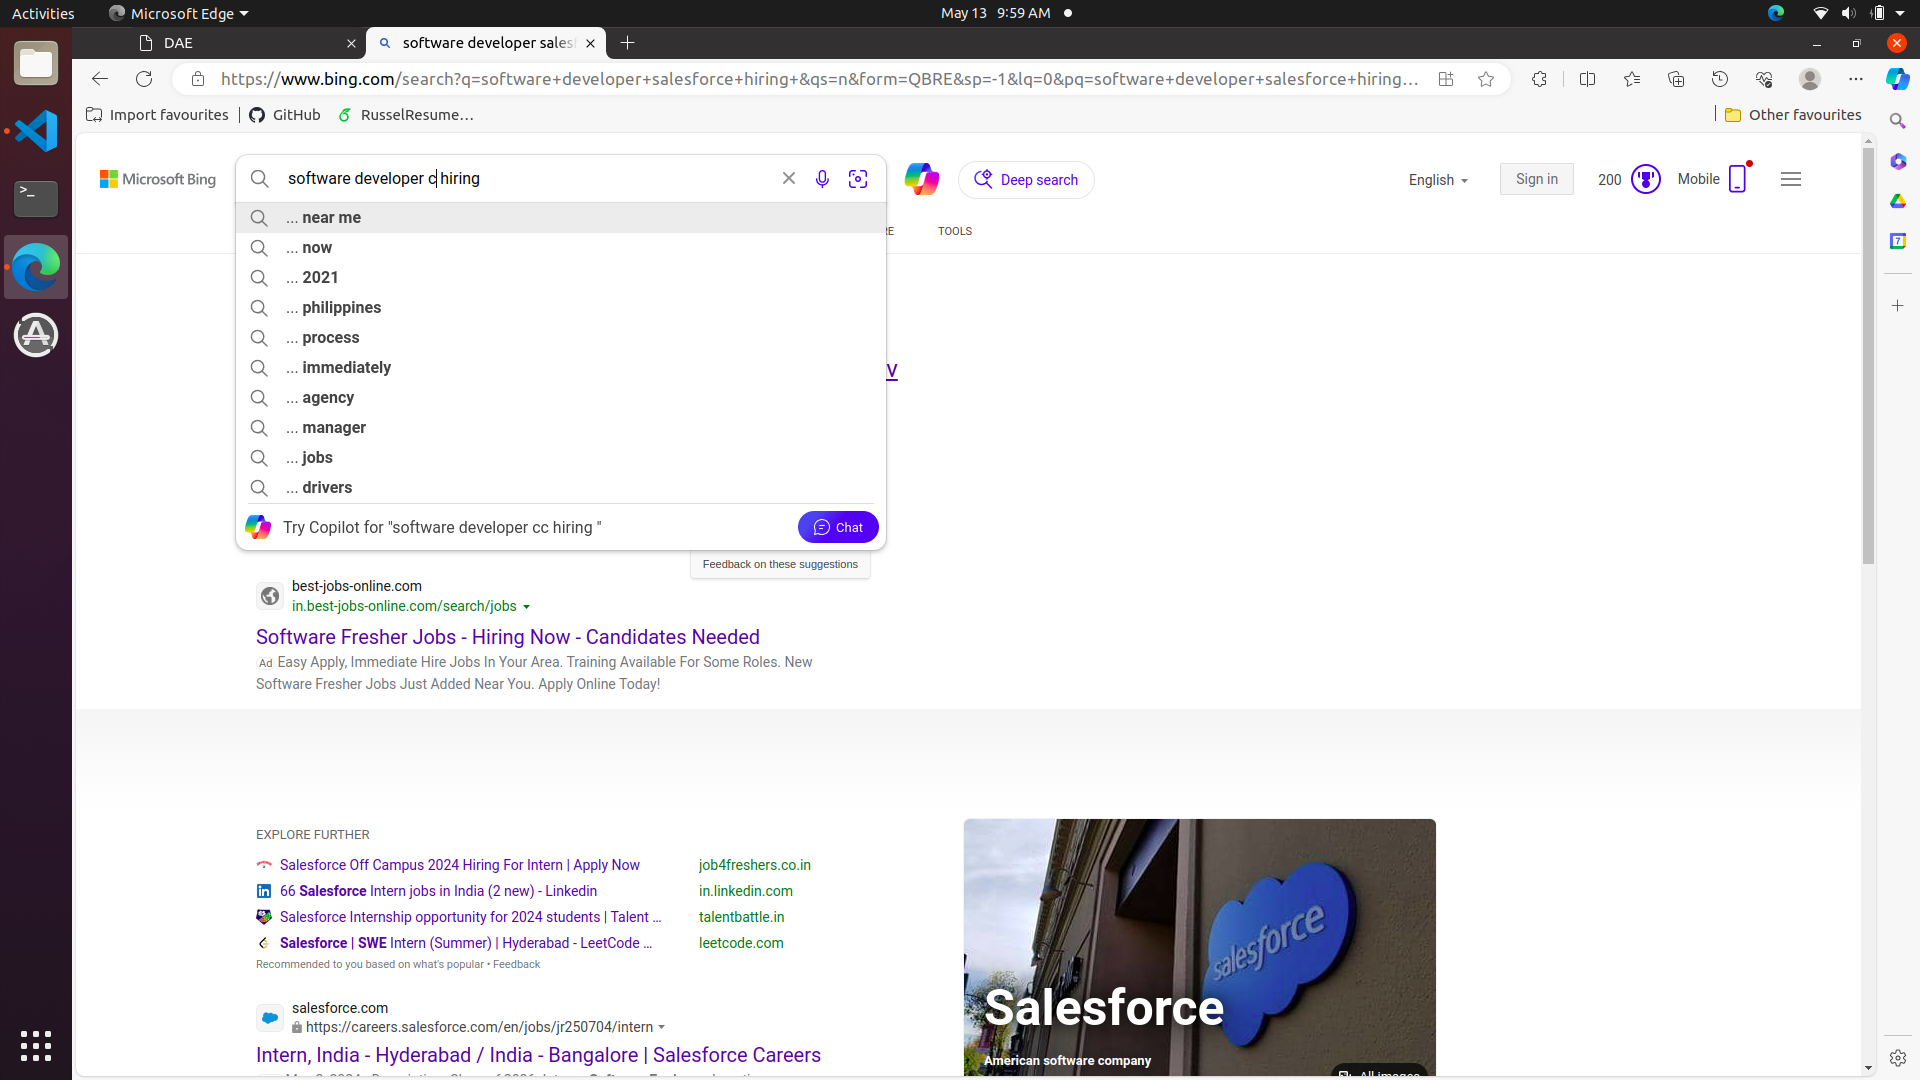 Activities
Microsoft Edge
May 13 9:59 AM
DAE
software developer sales
https://www.bing.com/search?q=software+developer+salesforce+hiring+&qs=n&form=QBRE&sp=-1&lq=0&pq=software+developer+salesforce+hiring...
Import favourites
GitHub
RusselResume...
Other favourites
Microsoft Bing
software developer c hiring
Deep search
English
Sign in
200
Mobile
... near me
RE
TOOLS
... now
... 2021
... philippines
... process
... immediately
v
... agency
... manager
... jobs
... drivers
Try Copilot for "software developer cc hiring "
Chat
Feedback on these suggestions
best-jobs-online.com
in.best-jobs-online.com/search/jobs
Software Fresher Jobs - Hiring Now - Candidates Needed
Ad Easy Apply, Immediate Hire Jobs In Your Area. Training Available For Some Roles. New
Software Fresher Jobs Just Added Near You. Apply Online Today!
EXPLORE FURTHER
Salesforce Off Campus 2024 Hiring For Intern | Apply Now
job4freshers.co.in
66 Salesforce Intern jobs in India (2 new) - Linkedin
in.linkedin.com
Salesforce Internship opportunity for 2024 students | Talent ...
talentbattle.in
Salesforce | SWE Intern (Summer) | Hyderabad - LeetCode ...
leetcode.com
Recommended to you based on what's popular • Feedback
salesforce.com
https://careers.salesforce.com/en/jobs/jr250704/intern
Intern, India - Hyderabad / India - Bangalore | Salesforce Careers
salesforce
Salesforce
American software company
All images